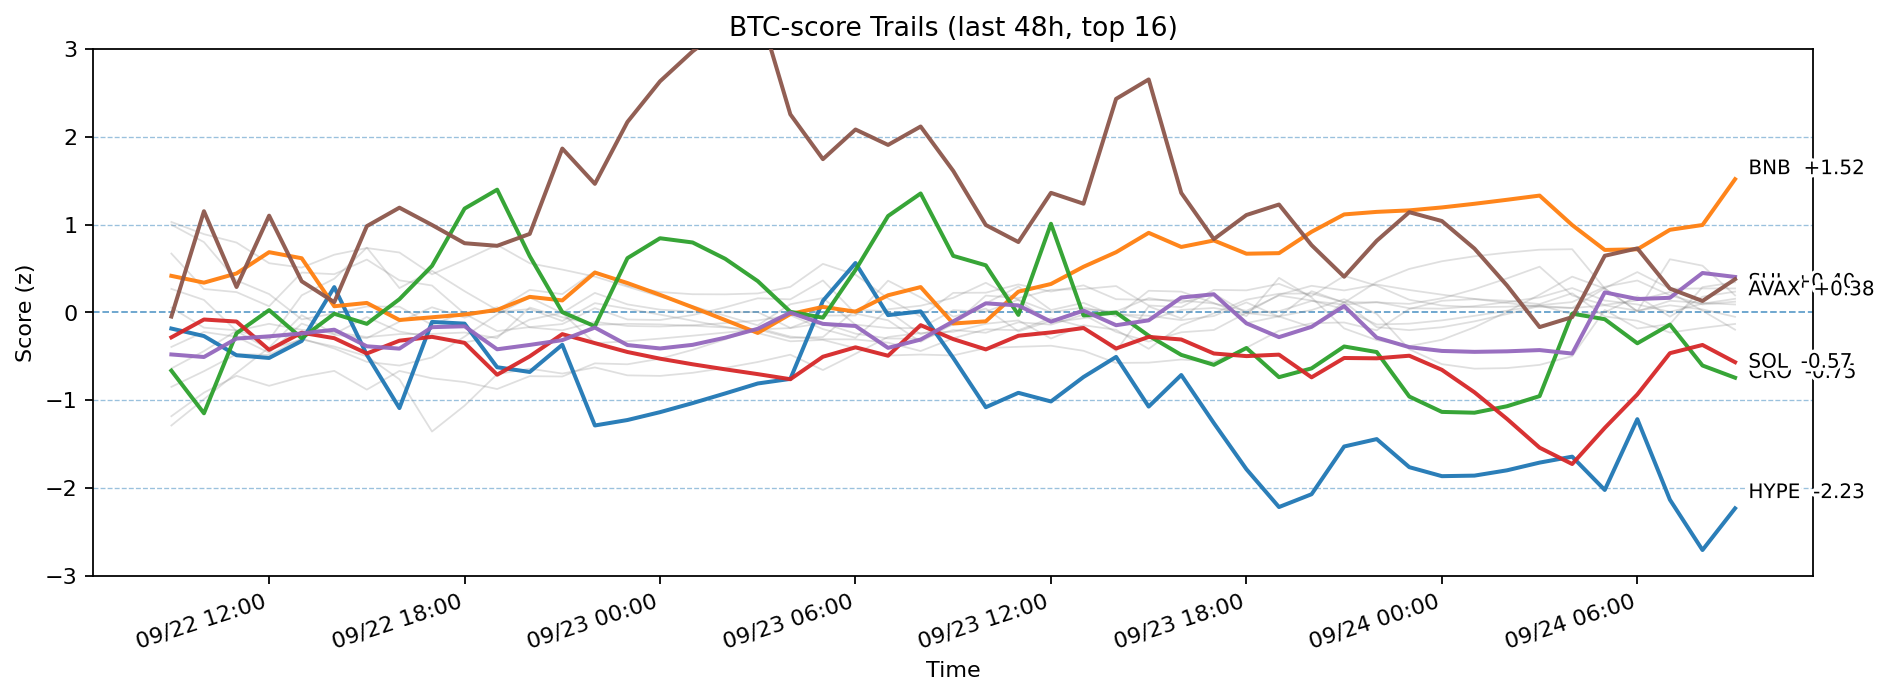 BTC-score Trails (last 48h, top 16)
Score (z)
3
2
1
0
−1
−2
−3
BNB +1.52
AVAX +0.38
SOL -0.57
HYPE -2.23
09/22 12:00
09/22 18:00
09/23 00:00
09/23 06:00
09/23 12:00
09/23 18:00
09/24 00:00
09/24 06:00
Time